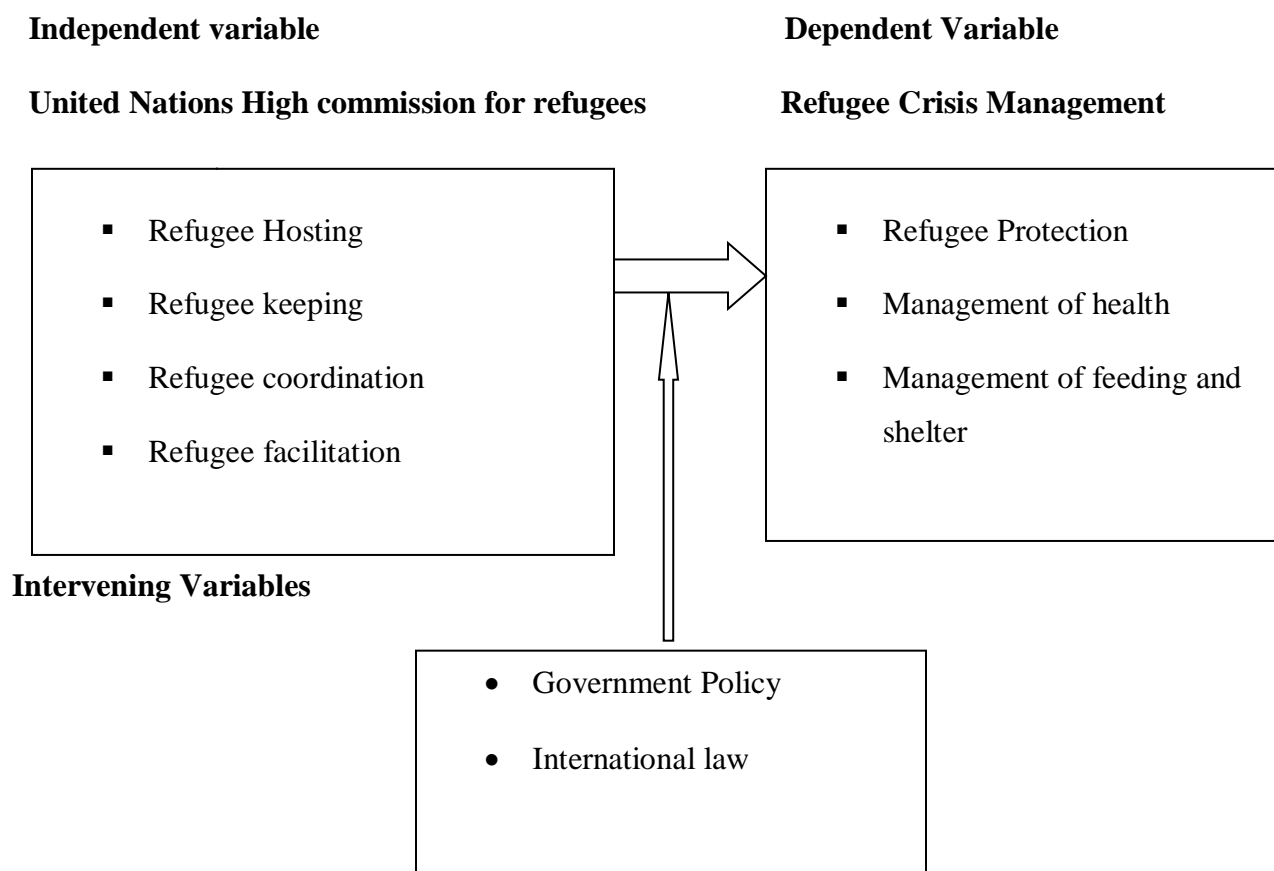 Independent variable
Dependent Variable
United Nations High commission for refugees
Refugee Crisis Management
▪ Refugee Hosting
▪ Refugee keeping
▪ Refugee coordination
▪ Refugee facilitation
▪ Refugee Protection
▪ Management of health
▪ Management of feeding and
shelter
Intervening Variables
• Government Policy
• International law